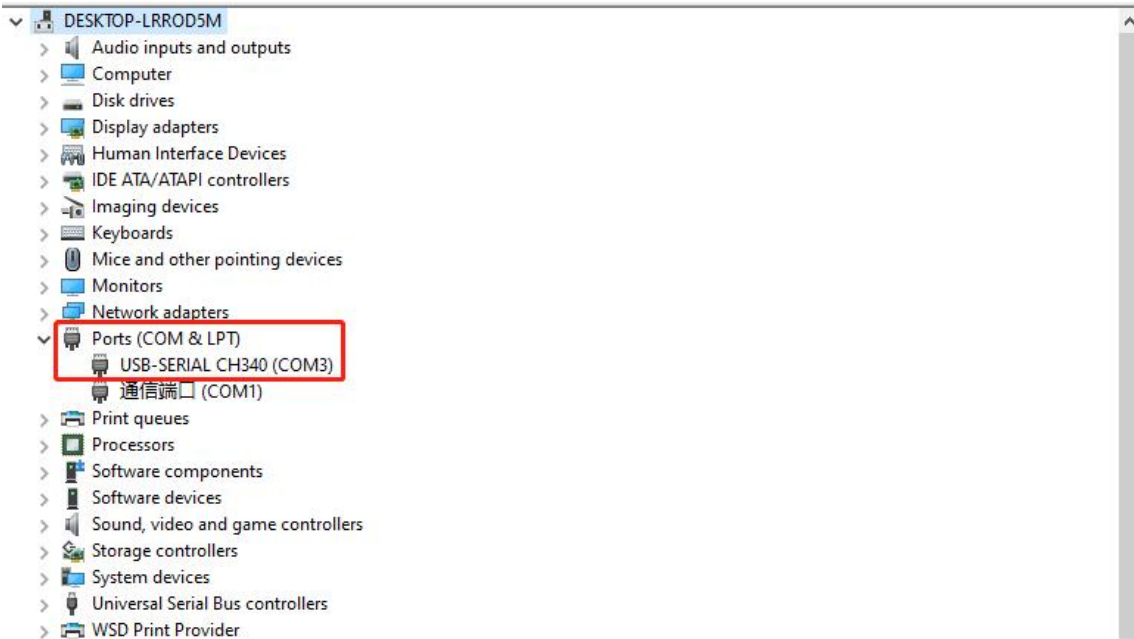 DESKTOP-LRROD5M
Audio inputs and outputs
Computer
Disk drives
Display adapters
Human Interface Devices
IDE ATA/ATAPI controllers
Imaging devices
Keyboards
Mice and other pointing devices
Monitors
Network adapters
Ports (COM & LPT)
USB-SERIAL CH340 (COM3)
通信端口 (COM1)
Print queues
Processors
Software components
Software devices
Sound, video and game controllers
Storage controllers
System devices
Universal Serial Bus controllers
WSD Print Provider